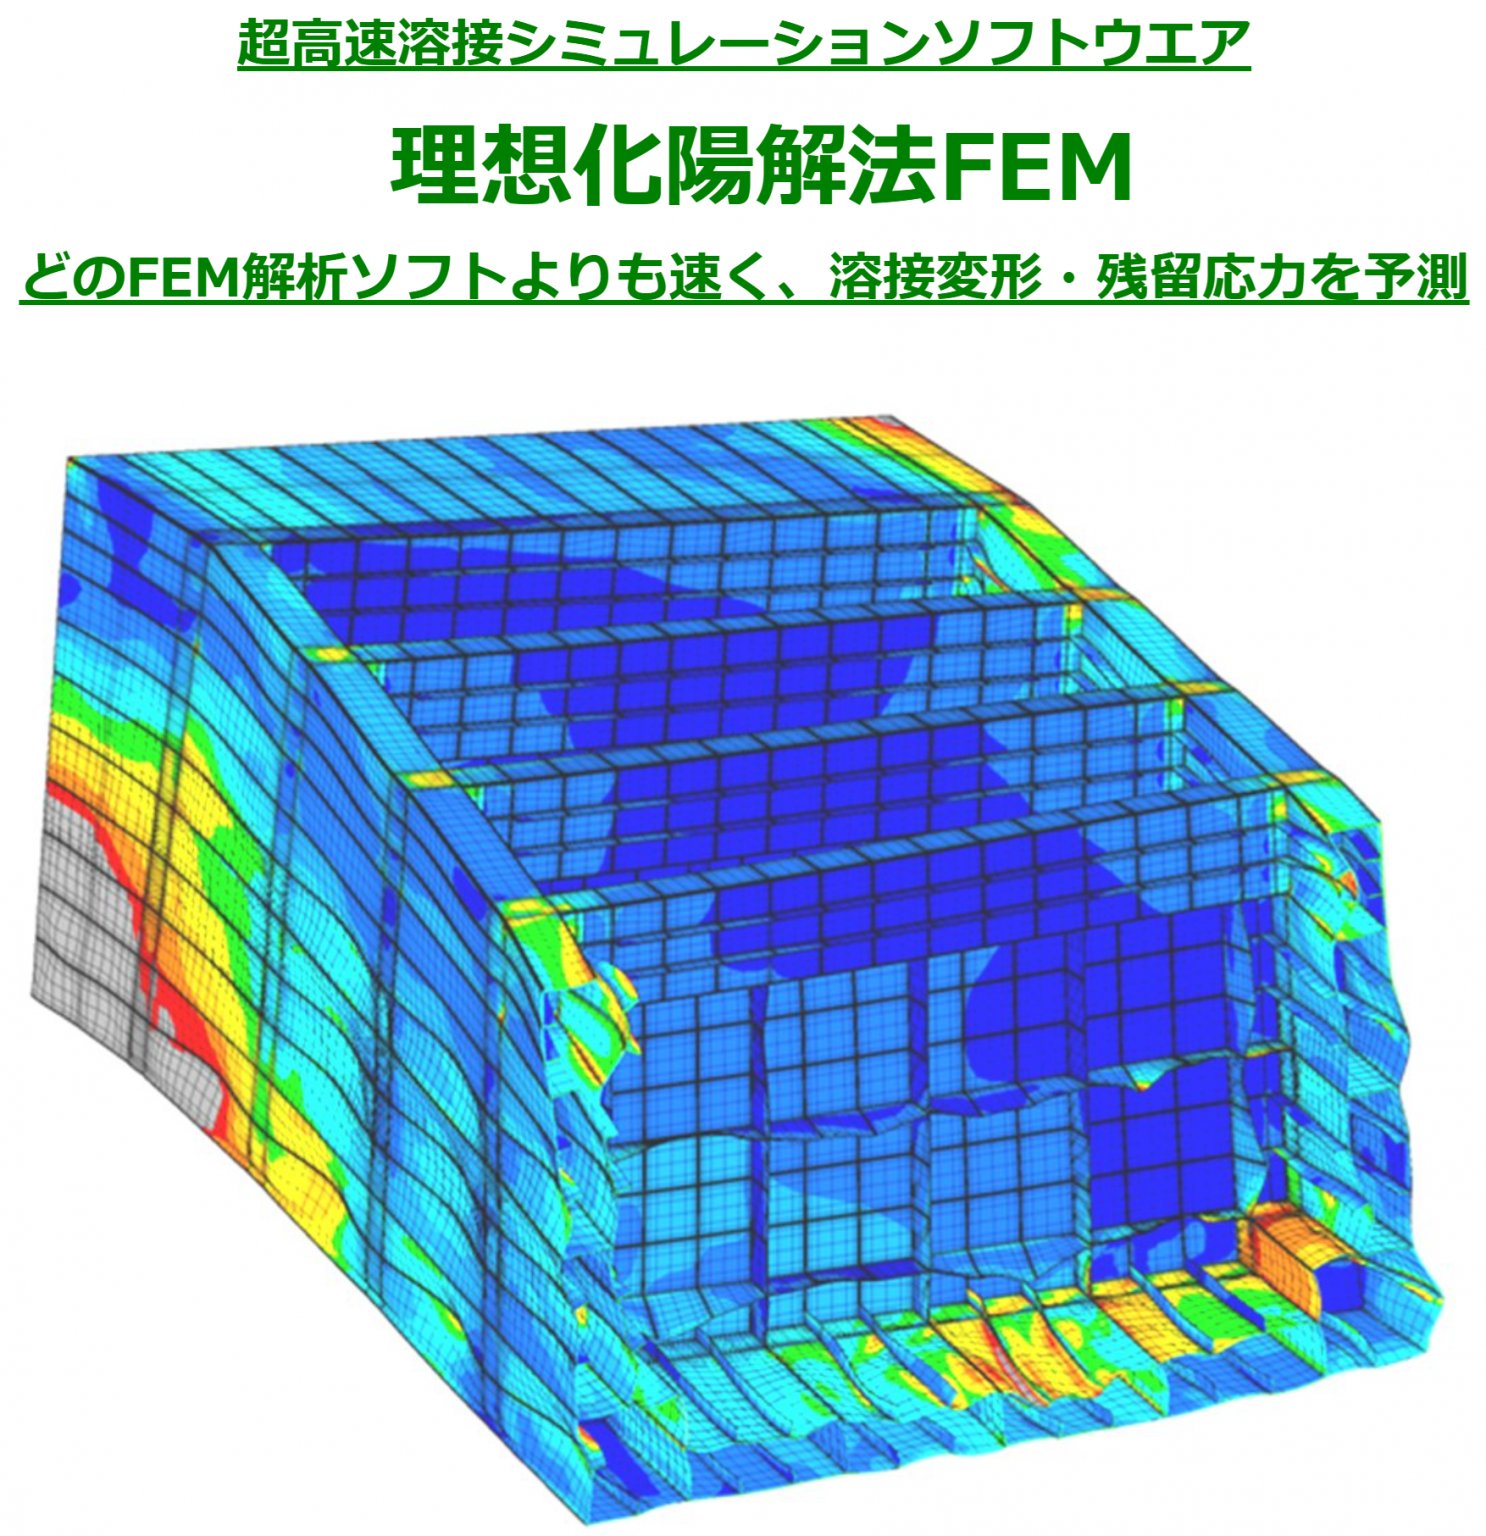 超高速溶接シミュレーションソフトウエア
理想化陽解法FEM
どのFEM解析ソフトよりも速く、溶接変形・残留応力を予測